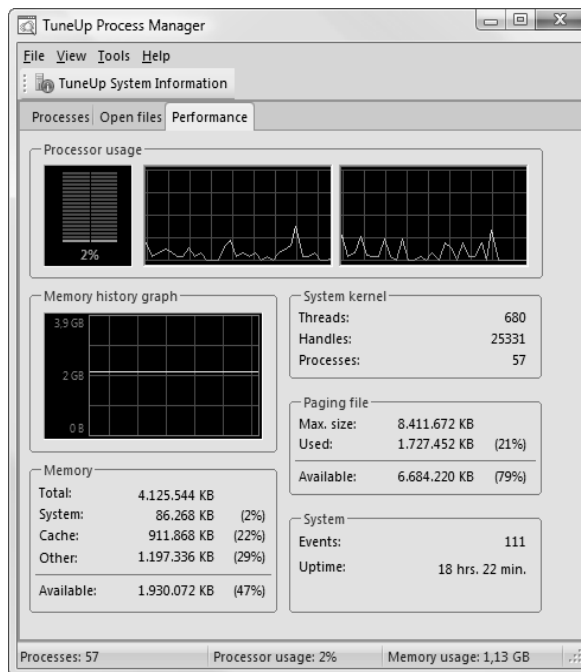 TuneUp Process Manager
File View Tools Help
TuneUp System Information
Processes Open files Performance
Processor usage
2%
Memory history graph
3,9 GB
2 GB
0 B
System kernel
Threads: 680
Handles: 25331
Processes: 57
Paging file
Max. size: 8.411.672 KB
Used: 1.727.452 KB (21%)
Available: 6.684.220 KB (79%)
Memory
Total: 4.125.544 KB
System: 86.268 KB (2%)
Cache: 911.868 KB (22%)
Other: 1.197.336 KB (29%)
Available: 1.930.072 KB (47%)
System
Events: 111
Uptime: 18 hrs. 22 min.
Processes: 57 Processor usage: 2% Memory usage: 1,13 GB